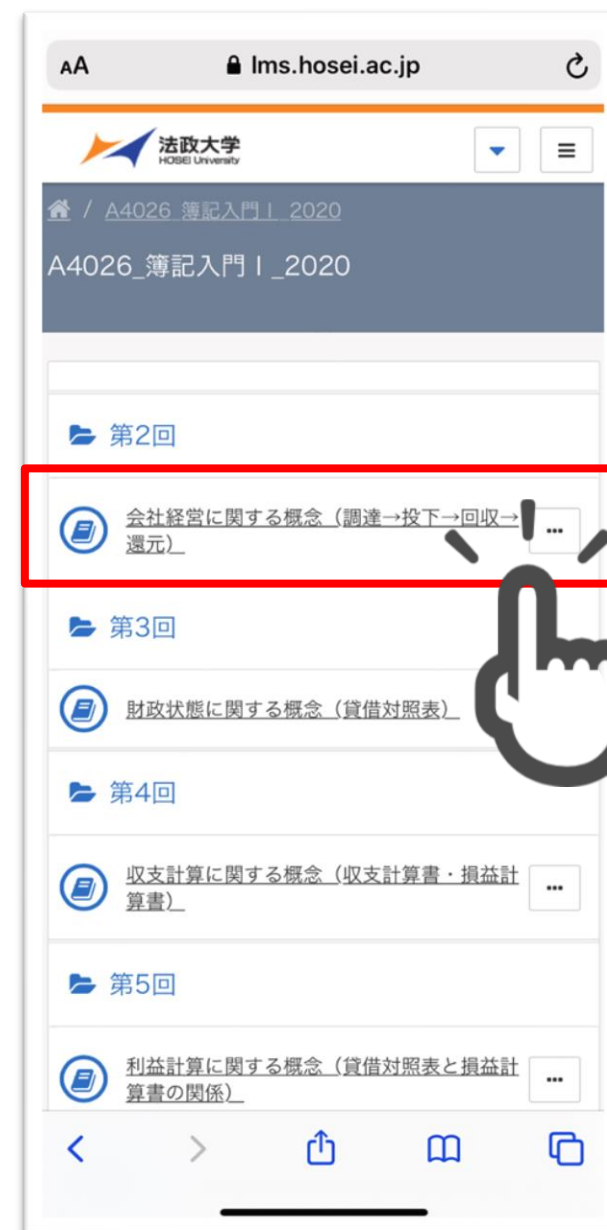 AA lms.hosei.ac.jp
法政大学
HOSEI University
/ A4026_簿記入門Ⅰ_2020
A4026_簿記入門Ⅰ_2020
第2回
会社経営に関する概念（調達→投下→回収→
還元）
第3回
財政状態に関する概念（貸借対照表）
第4回
収支計算に関する概念（収支計算書・損益計
算書）
第5回
利益計算に関する概念（貸借対照表と損益計
算書の関係）